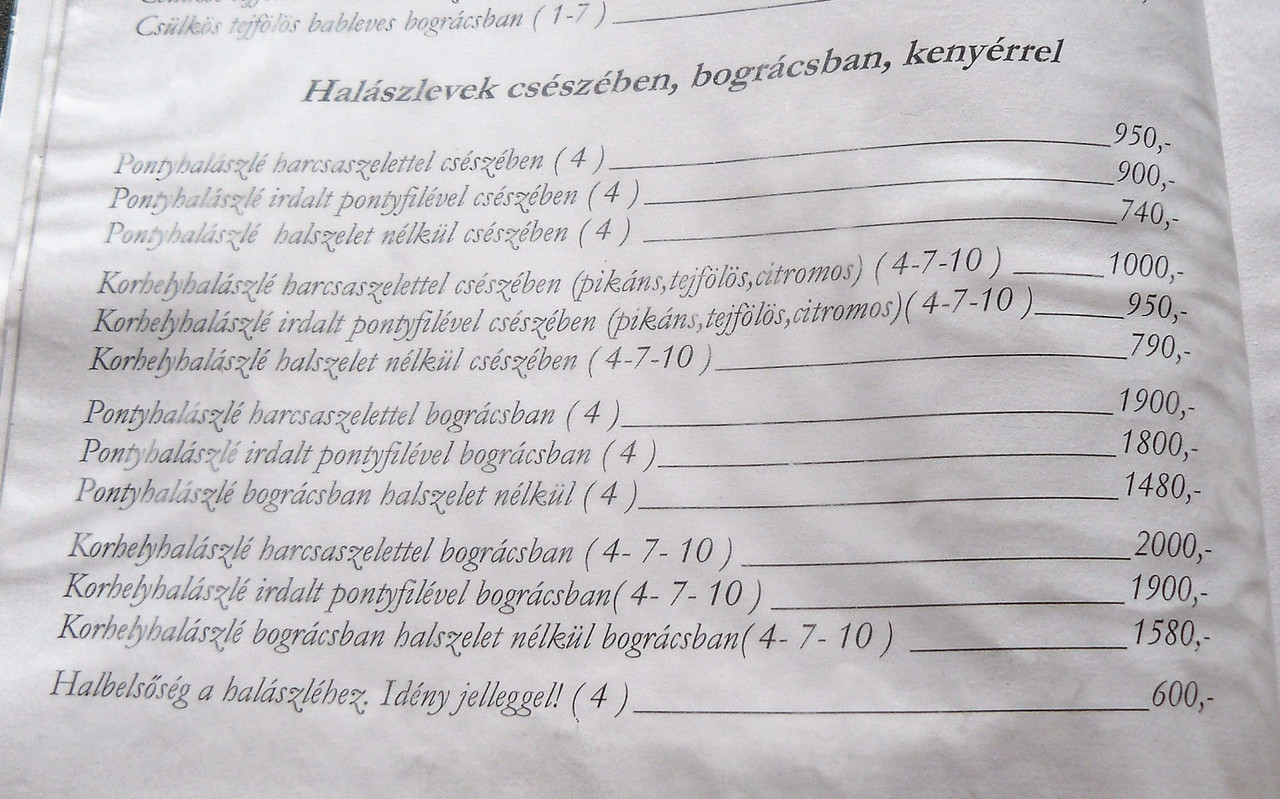 Csülkös tejfölös bableves bográcsban ( 1-7 )
Halászlevek csészében, bográcsban, kenyérrel
Pontyhalászlé harcsaszelettel csészében ( 4 ) 950,-
Pontyhalászlé irdalt pontyfilével csészében ( 4 ) 900,-
Pontyhalászlé halszelet nélkül csészében ( 4 ) 740,-
Korhelyhalászlé harcsaszelettel csészében (pikáns,tejfölös,citromos) ( 4-7-10 ) 1000,-
Korhelyhalászlé irdalt pontyfilével csészében (pikáns,tejfölös,citromos)( 4-7-10 ) 950,-
Korhelyhalászlé halszelet nélkül csészében ( 4-7-10 ) 790,-
Pontyhalászlé harcsaszelettel bográcsban ( 4 ) 1900,-
Pontyhalászlé irdalt pontyfilével bográcsban ( 4 ) 1800,-
Pontyhalászlé bográcsban halszelet nélkül ( 4 ) 1480,-
Korhelyhalászlé harcsaszelettel bográcsban ( 4- 7- 10 ) 2000,-
Korhelyhalászlé irdalt pontyfilével bográcsban( 4- 7- 10 ) 1900,-
Korhelyhalászlé bográcsban halszelet nélkül bográcsban( 4- 7- 10 ) 1580,-
Halbelsőség a halászléhez. Idény jelleggel! ( 4 ) 600,-